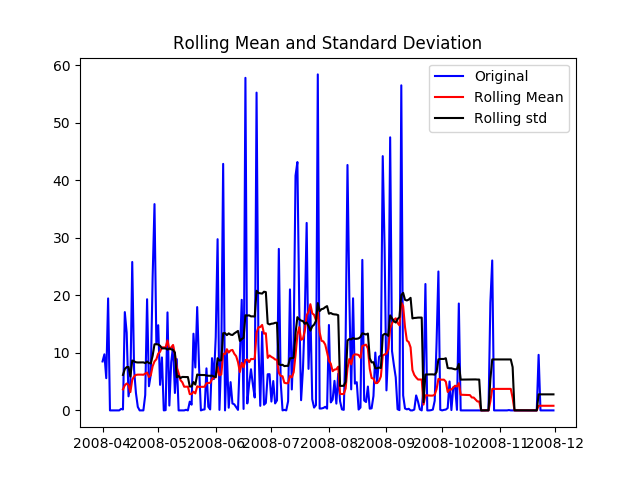 Rolling Mean and Standard Deviation
Original
Rolling Mean
Rolling std
60
50
40
30
20
10
0
2008-04 2008-05 2008-06 2008-07 2008-08 2008-09 2008-10 2008-11 2008-12